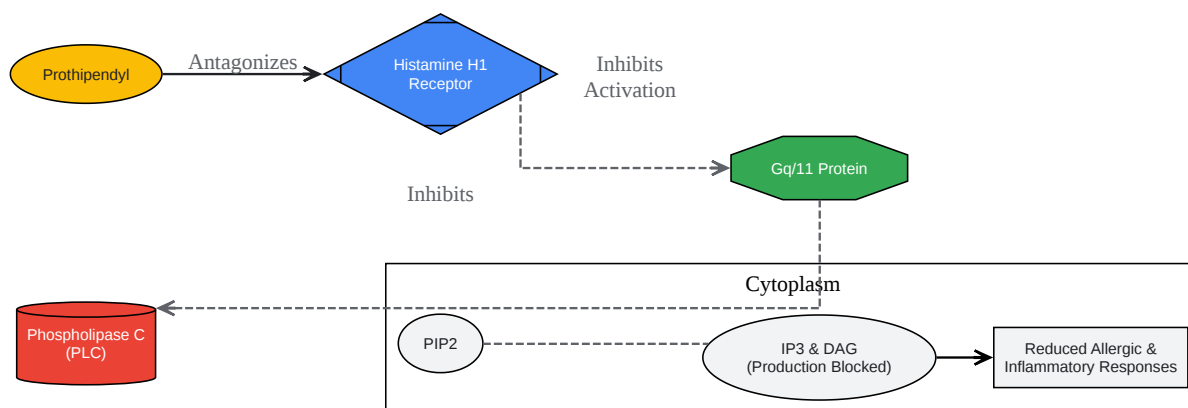 Prothipendyl
Antagonizes
Histamine H1
Receptor
Inhibits
Activation
Gq/11 Protein
Inhibits
Cytoplasm
Phospholipase C
(PLC)
PIP2
IP3 & DAG
(Production Blocked)
Reduced Allergic &
Inflammatory Responses